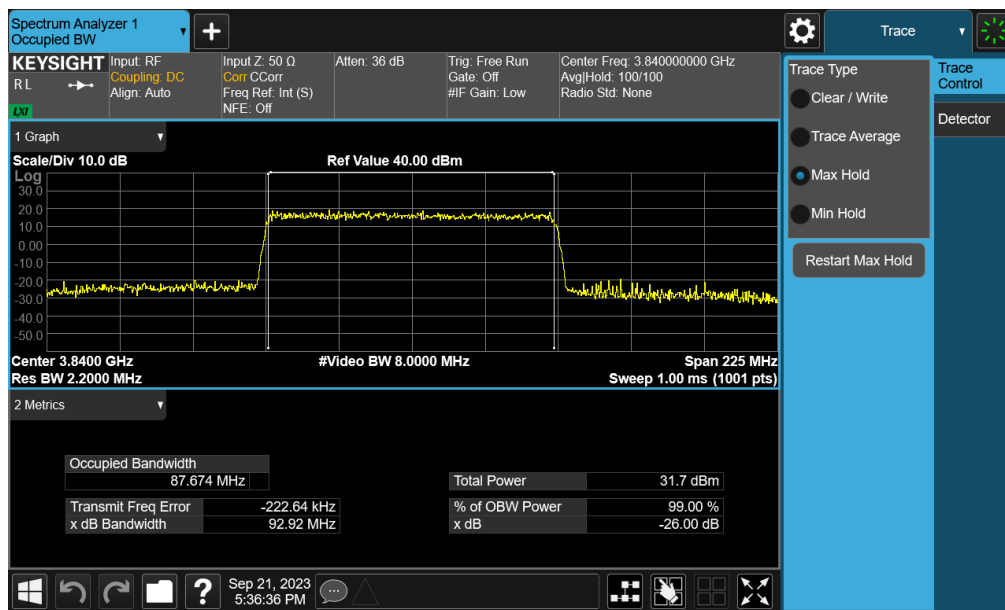 Spectrum Analyzer 1
Occupied BW
Trace
KEYSIGHT
R L
LXI
Input: RF
Coupling: DC
Align: Auto
Input Z: 50 Ω
Corr CCorr
Freq Ref: Int (S)
NFE: Off
Atten: 36 dB
Trig: Free Run
Gate: Off
#IF Gain: Low
Center Freq: 3.840000000 GHz
Avg|Hold: 100/100
Radio Std: None
Trace Type
Clear / Write
Trace Average
Max Hold
Min Hold
Restart Max Hold
Trace
Control
Detector
1 Graph
Scale/Div 10.0 dB
Ref Value 40.00 dBm
Log
30.0
20.0
10.0
0.00
-10.0
-20.0
-30.0
-40.0
-50.0
Center 3.8400 GHz
#Video BW 8.0000 MHz
Span 225 MHz
Res BW 2.2000 MHz
Sweep 1.00 ms (1001 pts)
2 Metrics
Occupied Bandwidth
87.674 MHz
Total Power 31.7 dBm
Transmit Freq Error -222.64 kHz
% of OBW Power 99.00 %
x dB Bandwidth 92.92 MHz
x dB -26.00 dB
?
Sep 21, 2023
5:36:36 PM